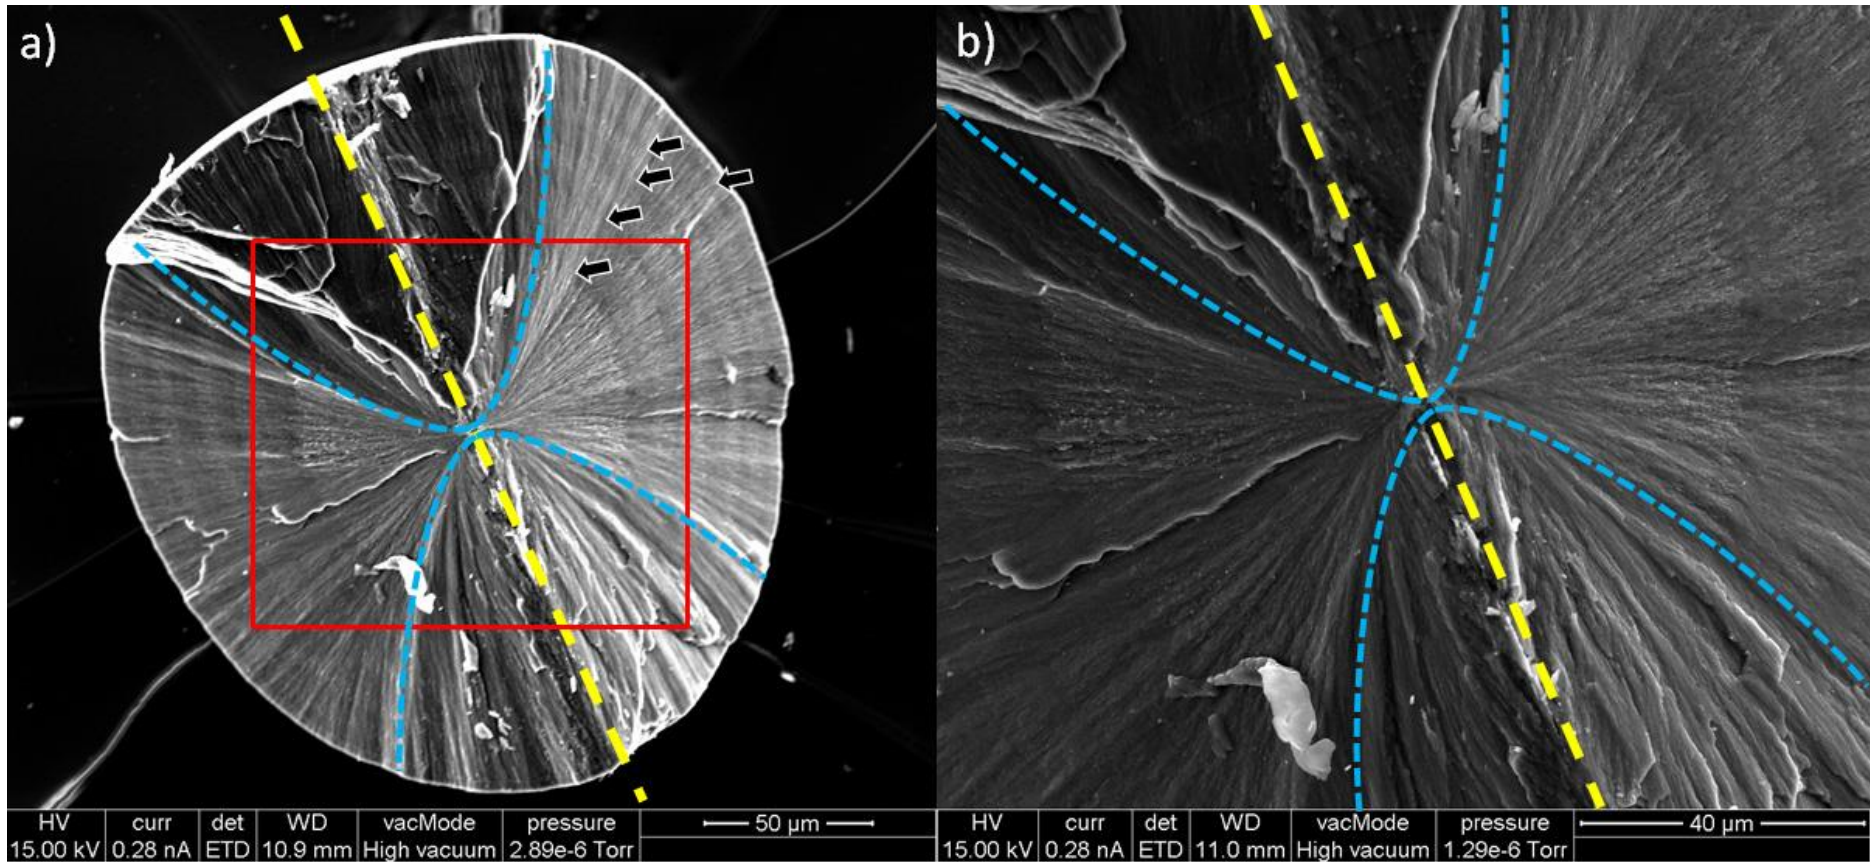 a)
b)
HV curr det WD vacMode pressure 50 µm
15.00 kV 0.28 nA ETD 10.9 mm High vacuum 2.89e-6 Torr
HV curr det WD vacMode pressure 40 µm
15.00 kV 0.28 nA ETD 11.0 mm High vacuum 1.29e-6 Torr